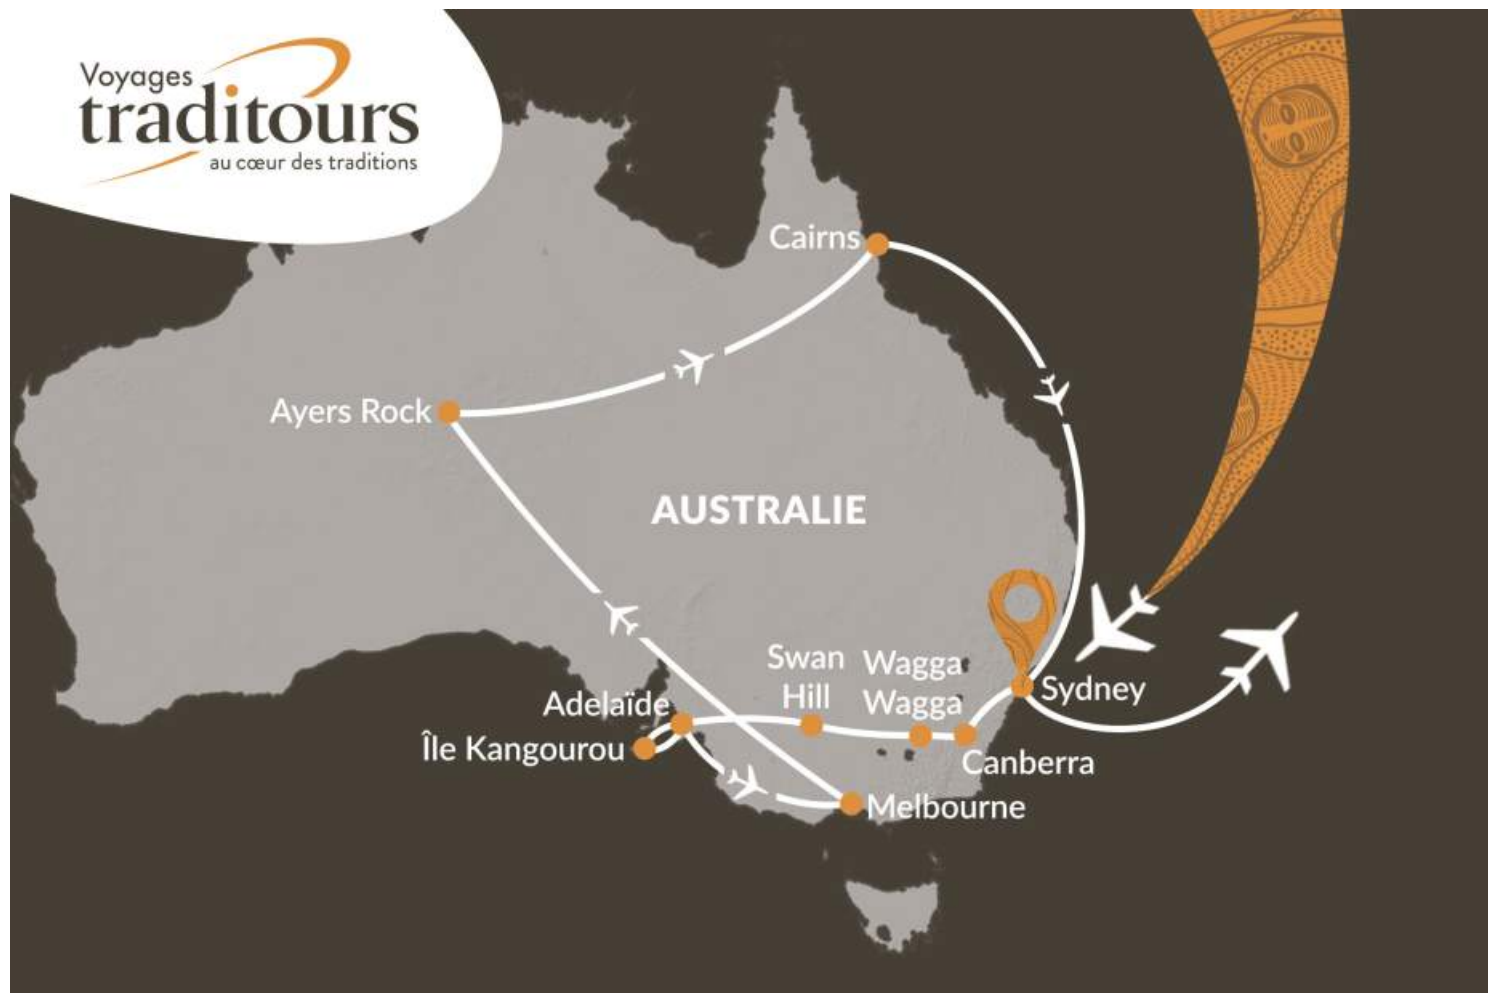 Voyages
traditours
au cœur des traditions
Cairns
Ayers Rock
AUSTRALIE
Swan
Hill
Wagga
Wagga
Sydney
Adelaïde
Île Kangourou
Canberra
Melbourne